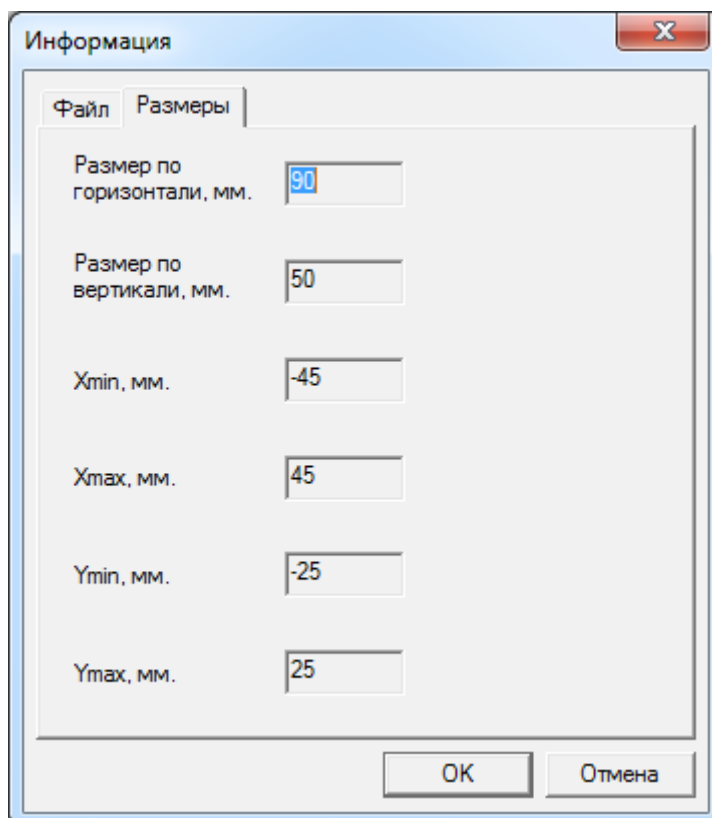 Информация
Файл Размеры
Размер по
горизонтали, мм.
90
Размер по
вертикали, мм.
50
Xmin, мм.
-45
Xmax, мм.
45
Ymin, мм.
-25
Ymax, мм.
25
OK Отмена